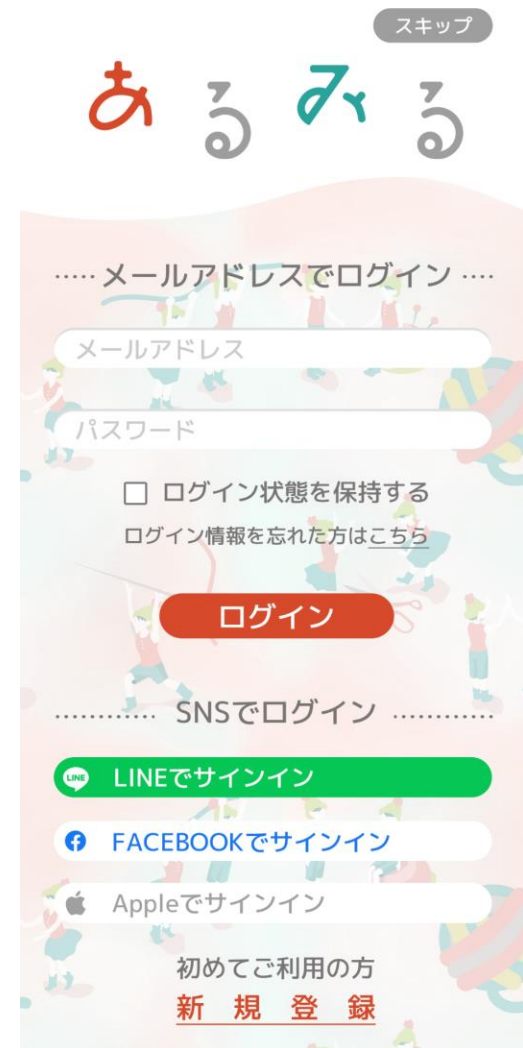 スキップ
あるみる
メールアドレスでログイン
メールアドレス
パスワード
ログイン状態を保持する
ログイン情報を忘れた方はこちら
ログイン
SNSでログイン
LINE LINEでサインイン
FACEBOOKでサインイン
Appleでサインイン
初めてご利用の方
新規登録